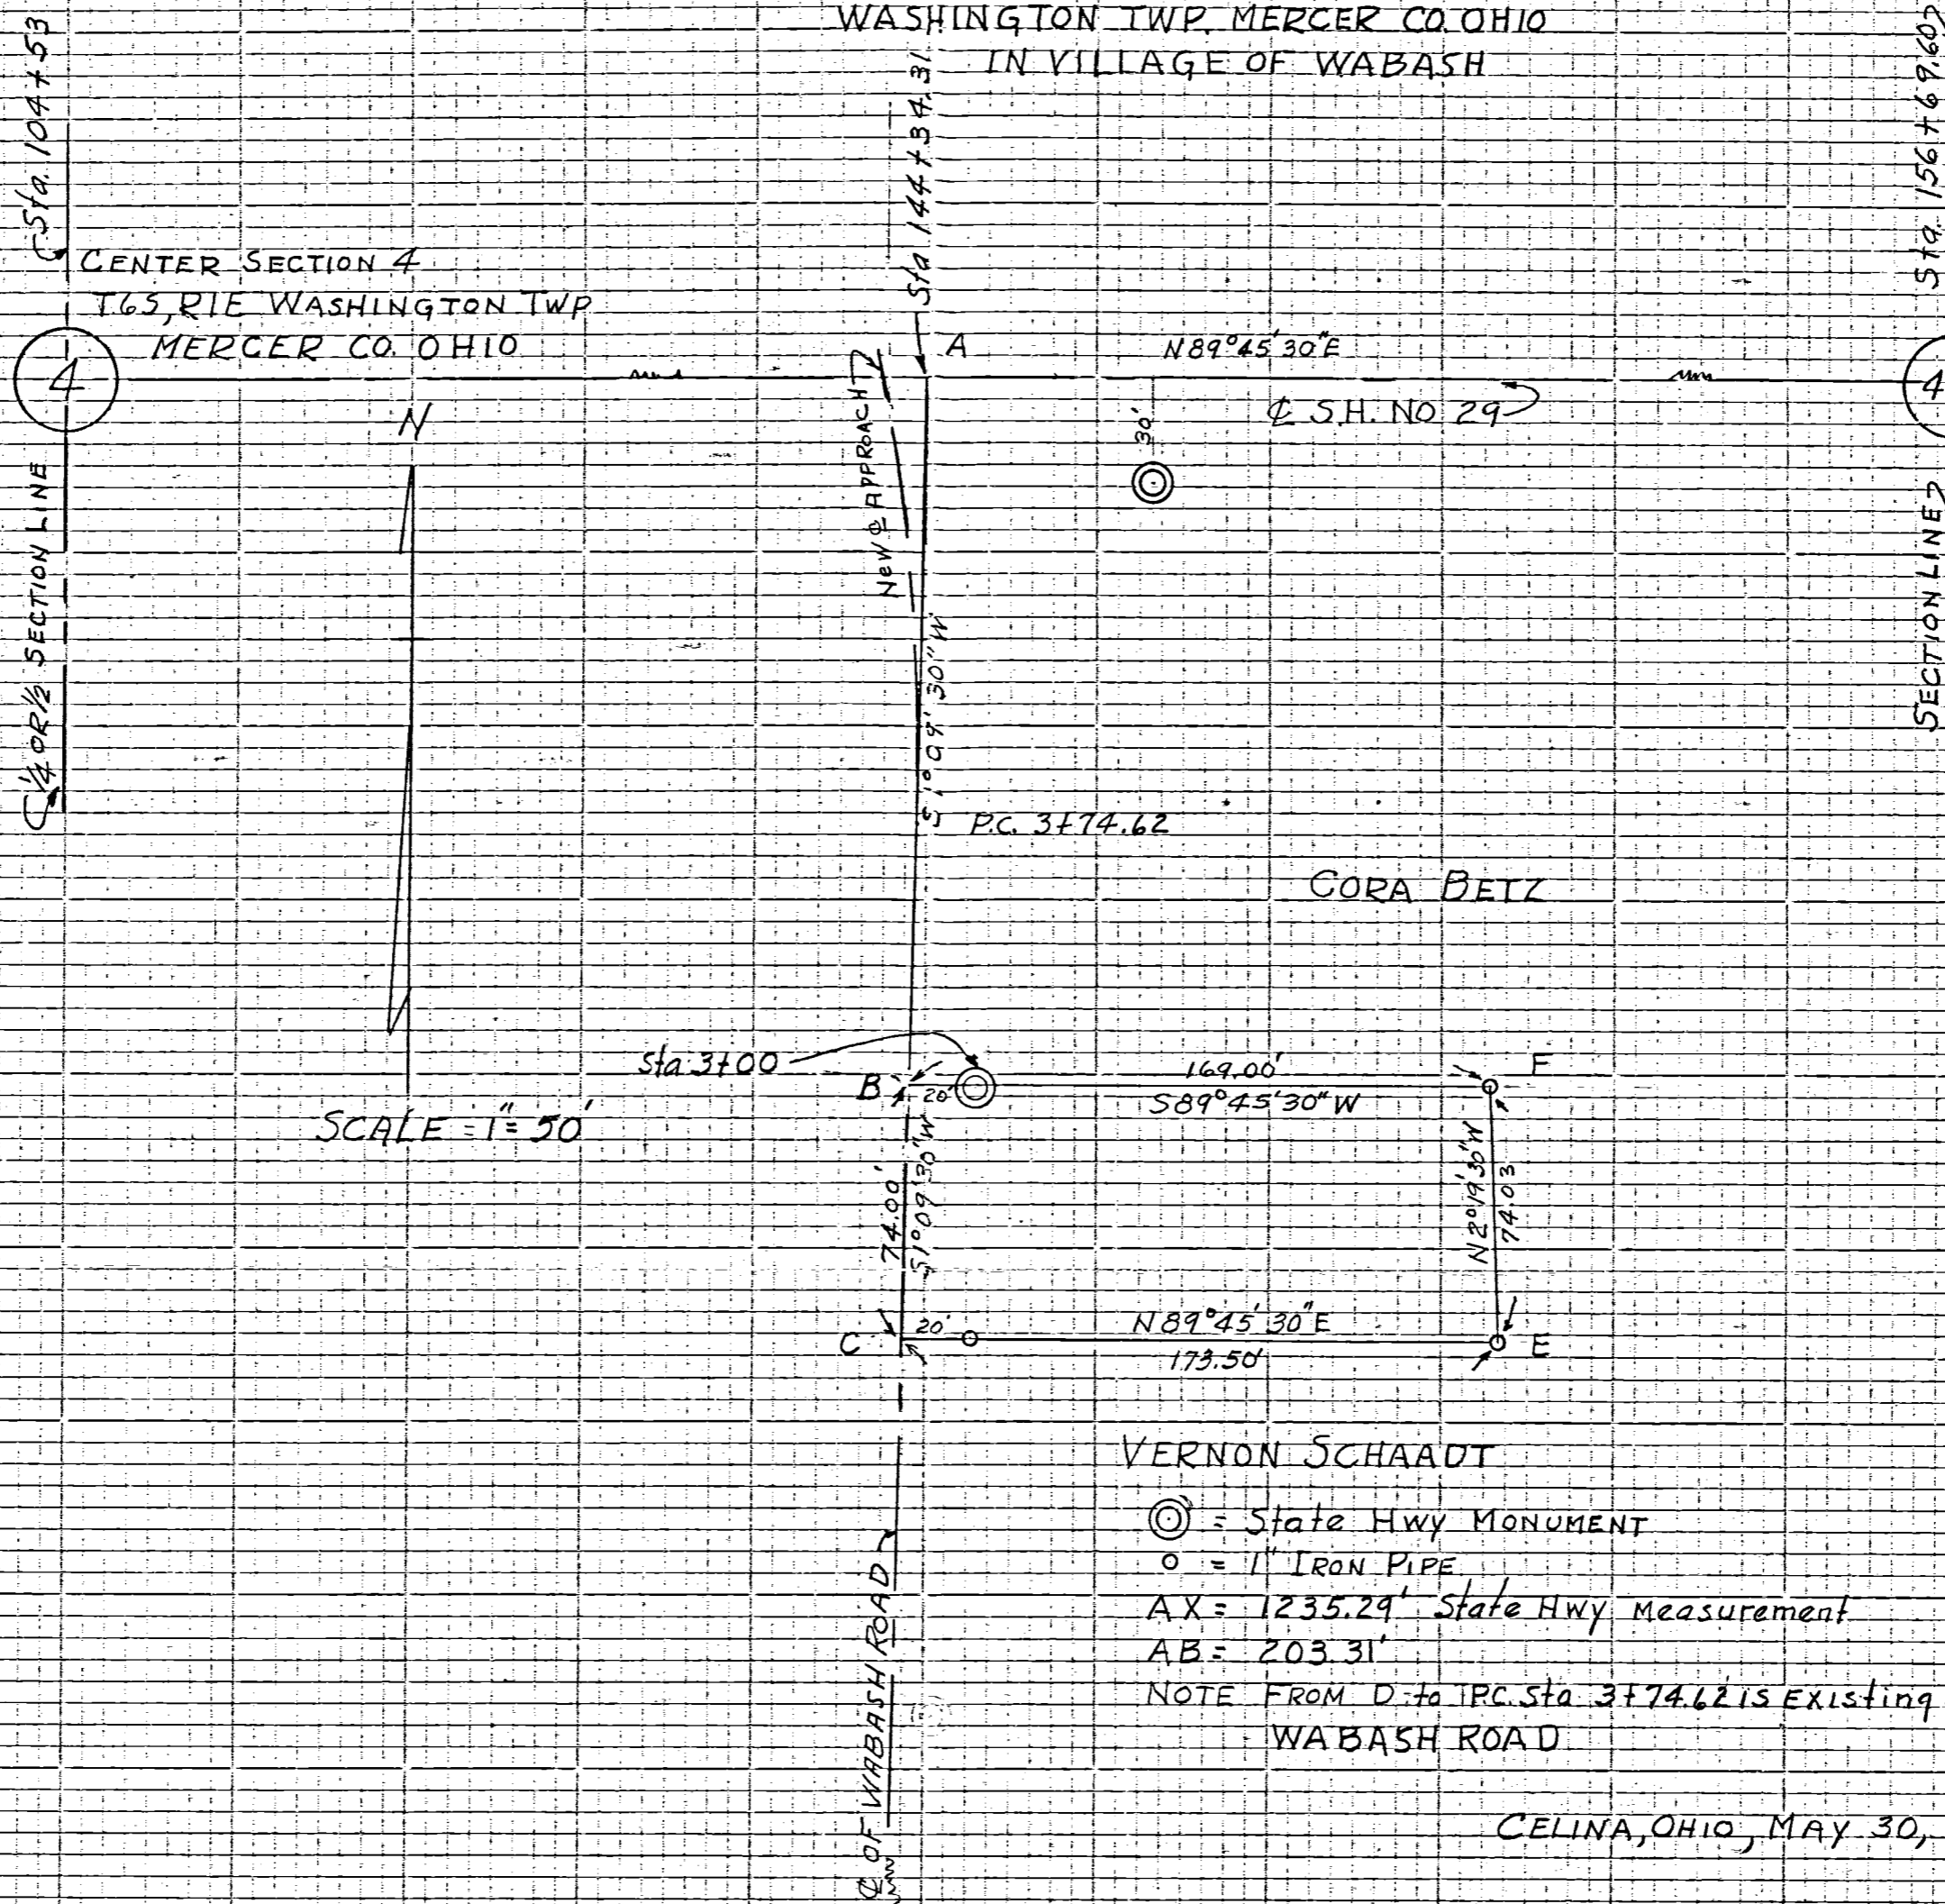 WASHINGTON TWP. MERCER CO. OHIO
IN VILLAGE OF WABASH
Sta. 104+53
Sta 144+34.31
Sta. 156+69.60
CENTER SECTION 4
T6S, R1E WASHINGTON TWP
MERCER CO. OHIO
4
A
N89°45'30"E
4
N
NEW ℄ APPROACH
30'
℄ S.H. NO 29
1/4 OR 1/2 SECTION LINE
SECTION LINE
S1°09'30"W
P.C. 3+74.62
CORA BETZ
Sta 3+00
B
20'
169.00'
S89°45'30"W
F
SCALE = 1" = 50'
74.00'
S1°09'30"W
N2°19'30"W
74.03
C
20'
N89°45'30"E
173.50'
E
VERNON SCHAADT
= State Hwy MONUMENT
= 1" IRON PIPE
AX = 1235.29' State Hwy Measurement
AB = 203.31'
NOTE FROM D to P.C. Sta 3+74.62 is Existing
WABASH ROAD
℄ OF WABASH ROAD
CELINA, OHIO, MAY 30,